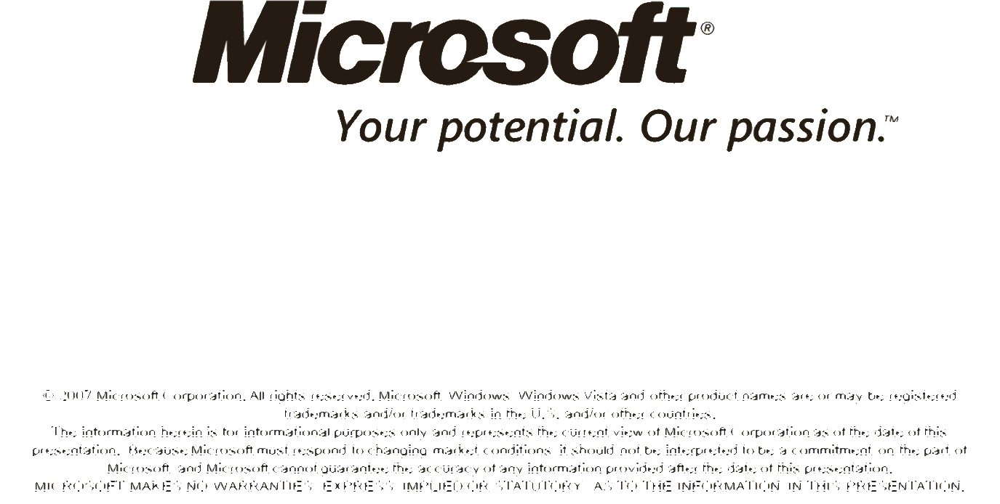 Microsoft®
Your potential. Our passion.™
© 2007 Microsoft Corporation. All rights reserved. Microsoft, Windows, Windows Vista and other product names are or may be registered
trademarks and/or trademarks in the U.S. and/or other countries.
The information herein is for informational purposes only and represents the current view of Microsoft Corporation as of the date of this
presentation. Because Microsoft must respond to changing market conditions, it should not be interpreted to be a commitment on the part of
Microsoft, and Microsoft cannot guarantee the accuracy of any information provided after the date of this presentation.
MICROSOFT MAKES NO WARRANTIES, EXPRESS, IMPLIED OR STATUTORY, AS TO THE INFORMATION IN THIS PRESENTATION.